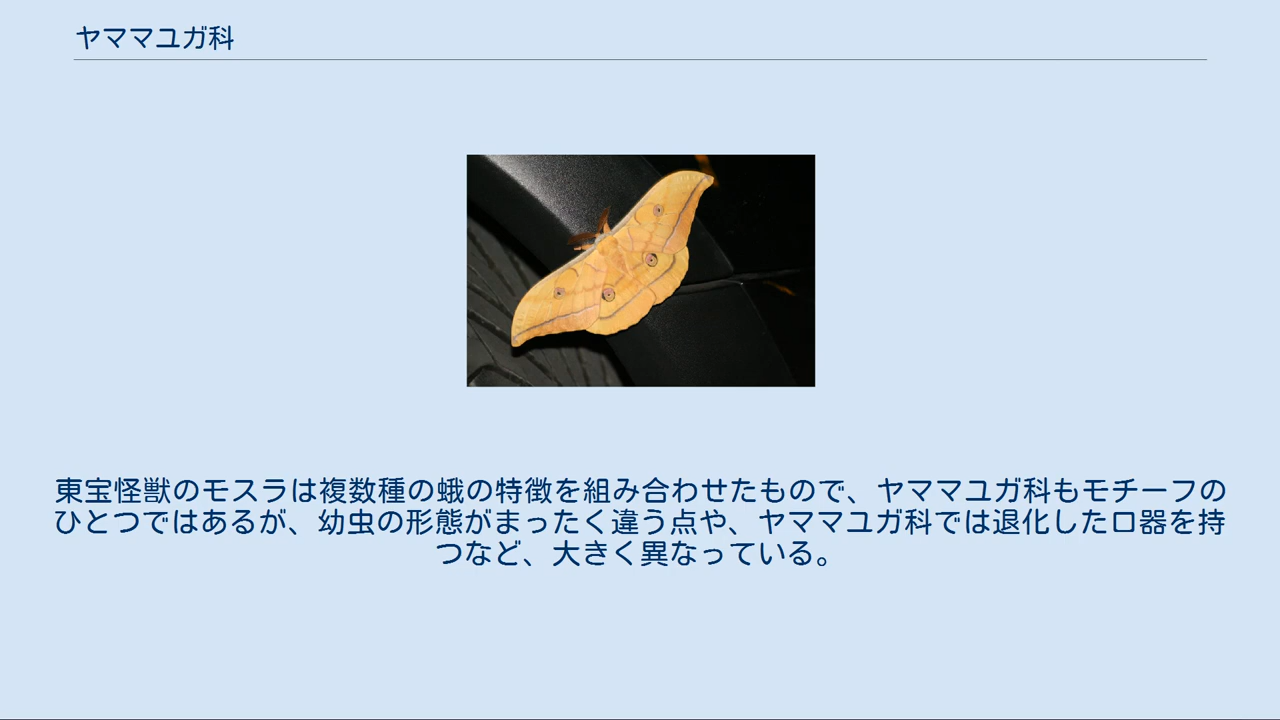 ヤママユガ科
東宝怪獣のモスラは複数種の蛾の特徴を組み合わせたもので、ヤママユガ科もモチーフの
ひとつではあるが、幼虫の形態がまったく違う点や、ヤママユガ科では退化した口器を持
つなど、大きく異なっている。